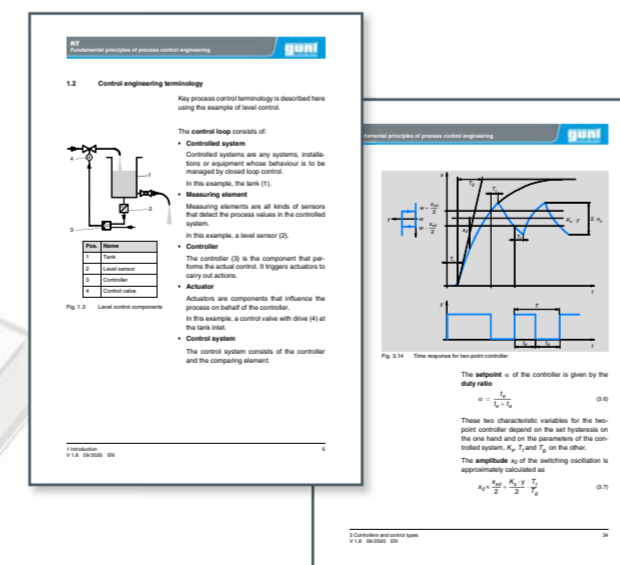 RT
Fundamental principles of process control engineering
gunt
1.2 Control engineering terminology
Key process control terminology is described here
using the example of level control.
The control loop consists of:
• Controlled system
Controlled systems are any systems, installa-
tions or equipment whose behaviour is to be
managed by closed loop control.
In this example, the tank (1).
• Measuring element
Measuring elements are all kinds of sensors
that detect the process values in the controlled
system.
In this example, a level sensor (2).
• Controller
The controller (3) is the component that per-
forms the actual control. It triggers actuators to
carry out actions.
• Actuator
Actuators are components that influence the
process on behalf of the controller.
In this example, a control valve with drive (4) at
the tank inlet.
• Control system
The control system consists of the controller
and the comparing element.
4
1
2
3
Pos. Name
1 Tank
2 Level sensor
3 Controller
4 Control valve
Fig. 1.3 Level control components
1 Introduction
V 1.8 09/2020 EN
6
damental principles of process control engineering
gunt
Fig. 3.14 Time response for two-point controller
The setpoint α of the controller is given by the
duty ratio
(3.6)
These two characteristic variables for the two-
point controller depend on the set hysteresis on
the one hand and on the parameters of the con-
trolled system, on the other.
The amplitude x₀ of the switching oscillation is
approximately calculated as
(3.7)
3 Controllers and control types
V 1.8 09/2020 EN
34